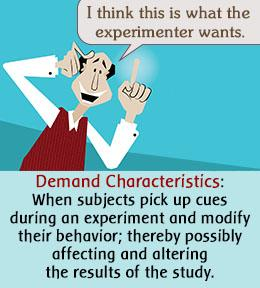 I think this is what the
experimenter wants.
Demand Characteristics:
When subjects pick up cues
during an experiment and modify
their behavior; thereby possibly
affecting and altering
the results of the study.